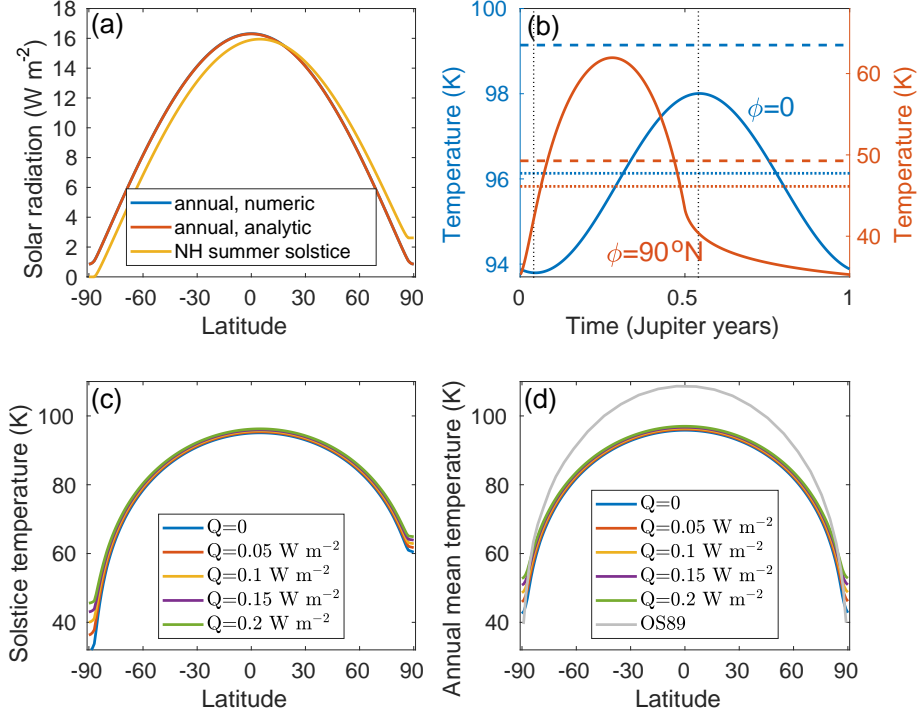 (a)
Solar radiation (W m⁻²)
18
16
14
12
10
8
6
4
2
0
annual, numeric
annual, analytic
NH summer solstice
-90 -60 -30 0 30 60 90
Latitude
(b)
Temperature (K)
100
98
96
94
ϕ=0
ϕ=90°N
60
50
40
Temperature (K)
0 0.5 1
Time (Jupiter years)
(c)
Solstice temperature (K)
100
80
60
40
Q=0
Q=0.05 W m⁻²
Q=0.1 W m⁻²
Q=0.15 W m⁻²
Q=0.2 W m⁻²
-90 -60 -30 0 30 60 90
Latitude
(d)
Annual mean temperature (K)
100
80
60
40
Q=0
Q=0.05 W m⁻²
Q=0.1 W m⁻²
Q=0.15 W m⁻²
Q=0.2 W m⁻²
OS89
-90 -60 -30 0 30 60 90
Latitude